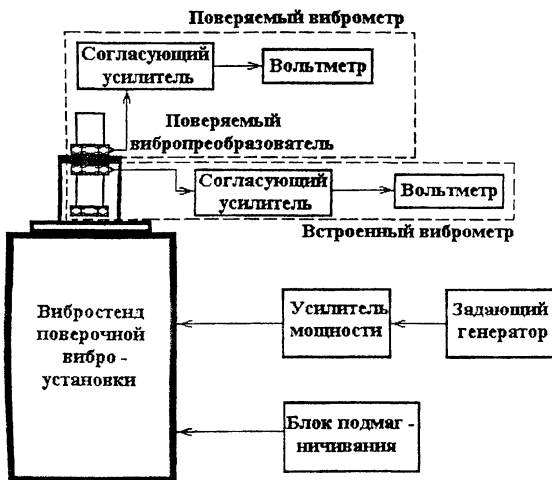 Поверяемый виброметр
Согласующий
усилитель
Вольтметр
Поверяемый
вибропреобразователь
Согласующий
усилитель
Вольтметр
Встроенный виброметр
Вибростенд
поверочной
вибро -
установки
Усилитель
мощности
Задающий
генератор
Блок подмаг -
ничивания